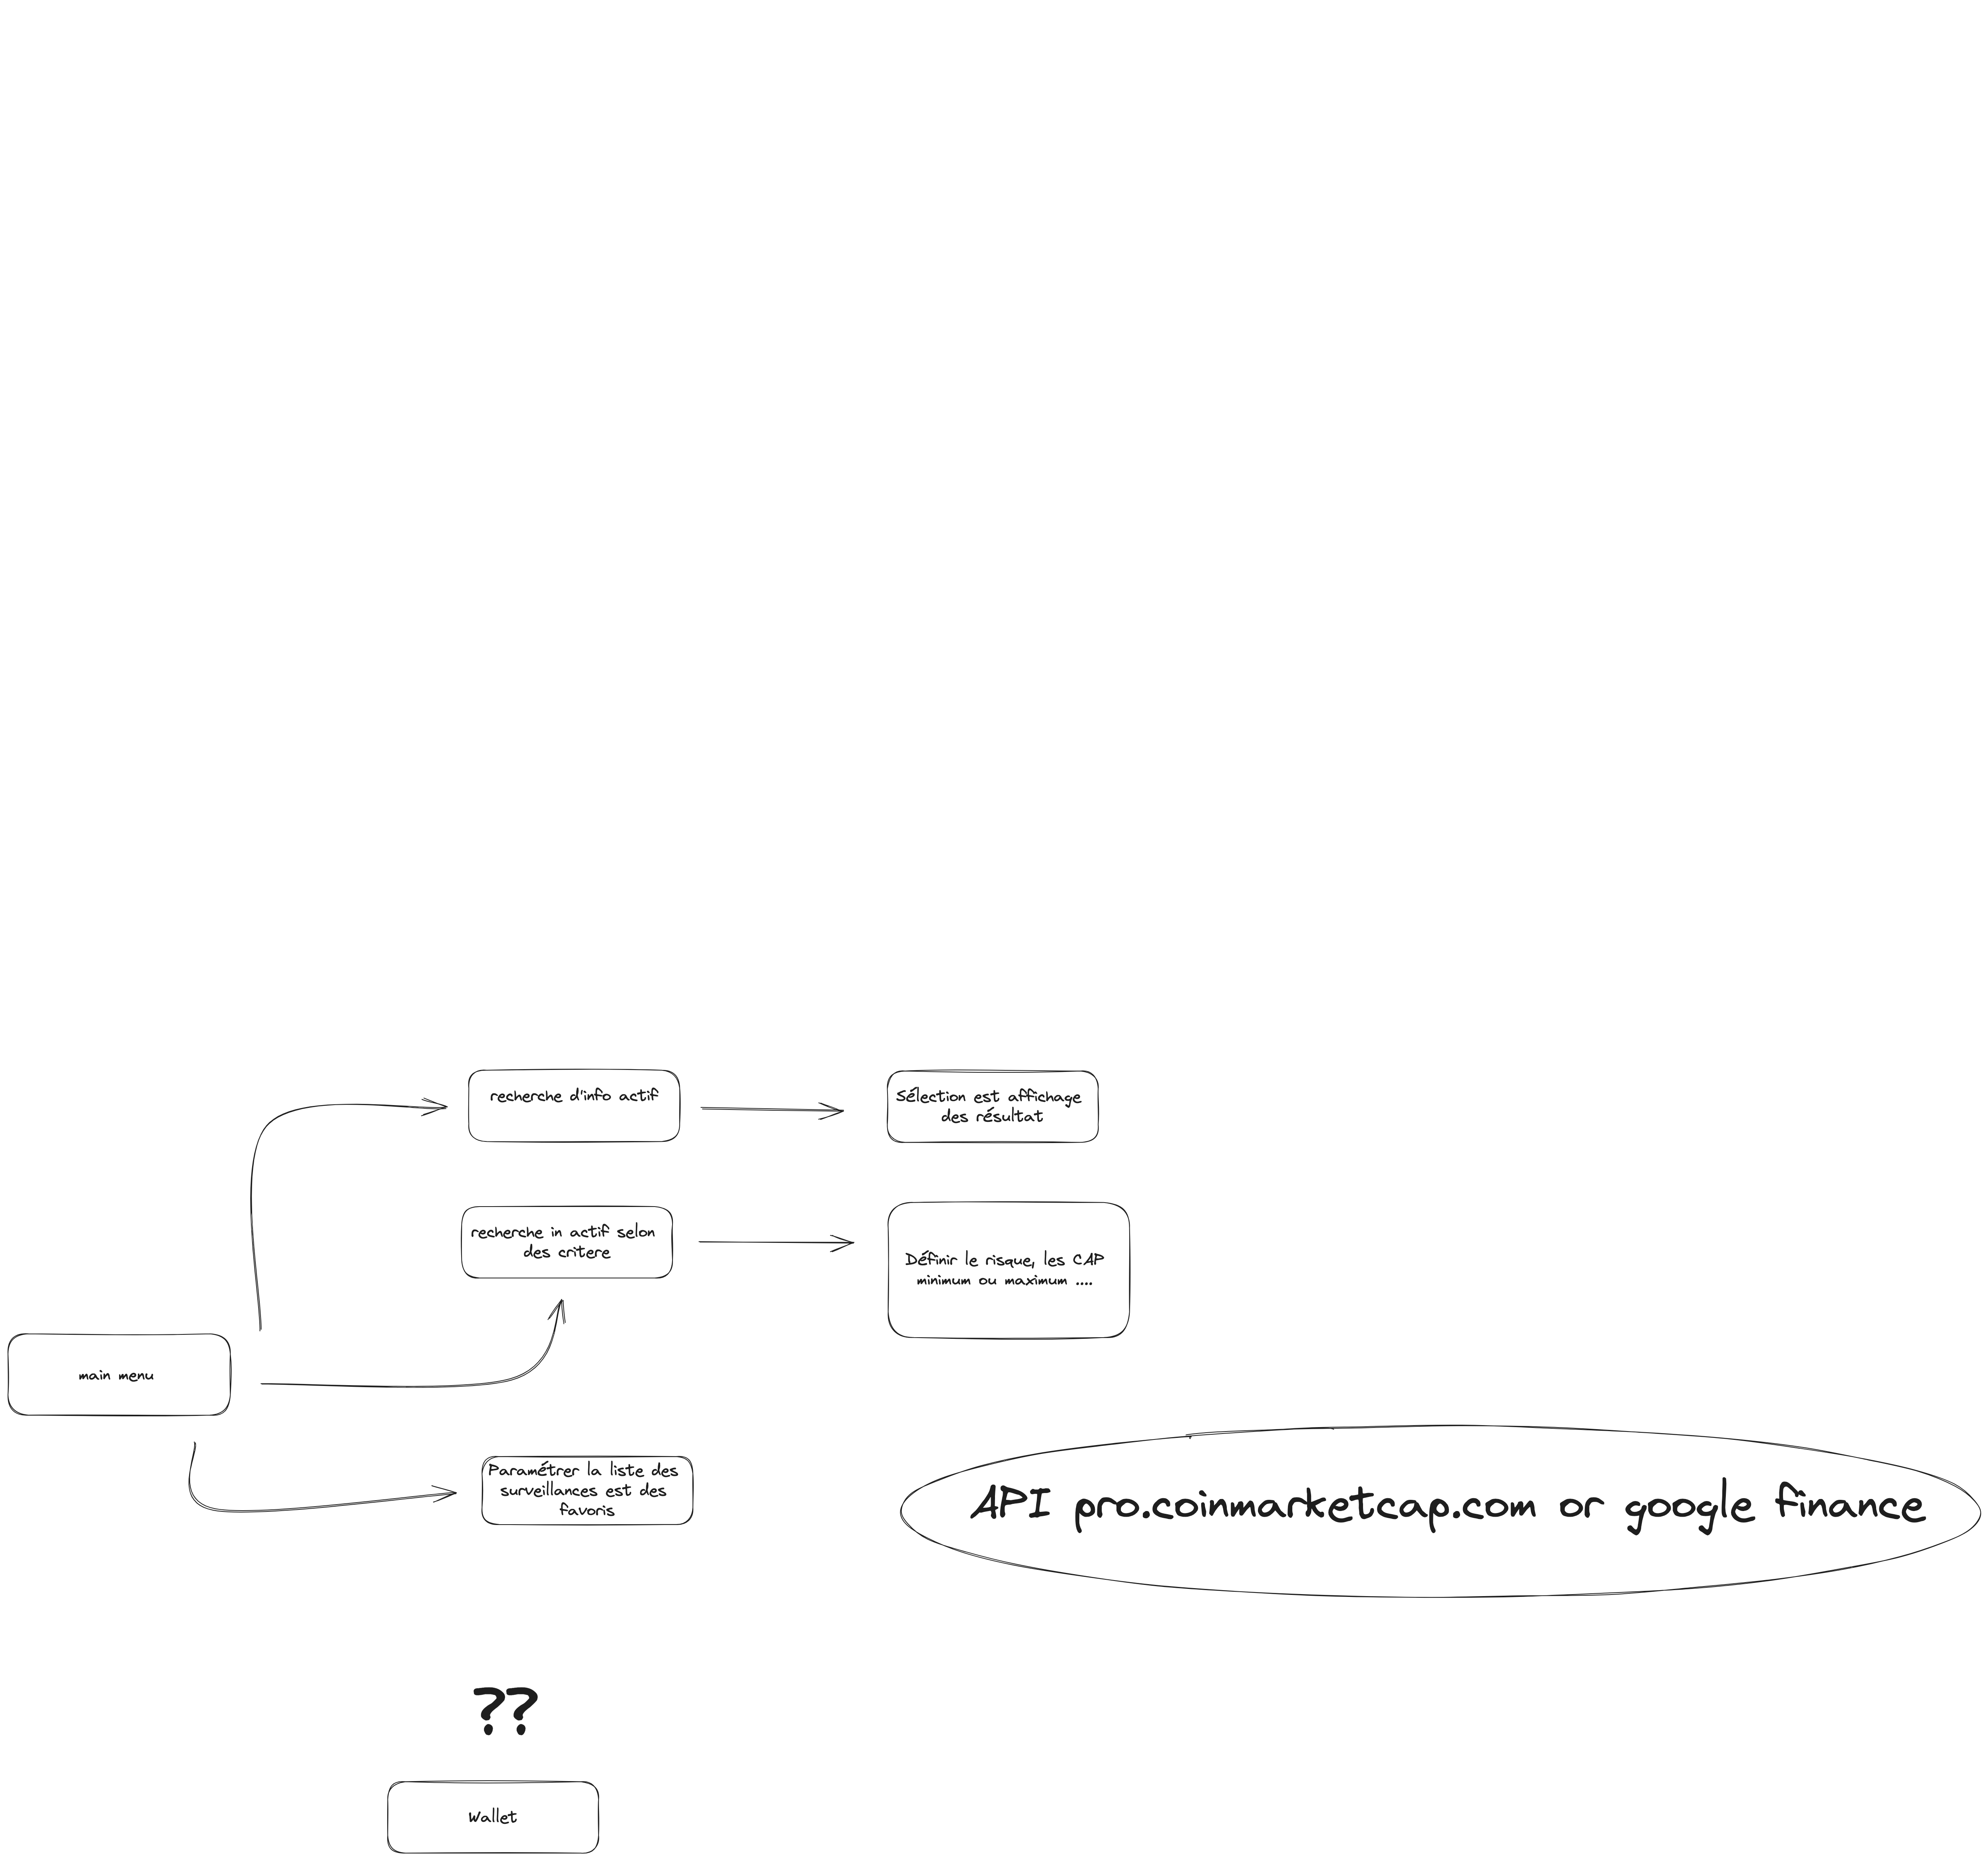 recherche d'info actif
Sélection est affichage
des résultat
recherche in actif selon
des critere
Définir le risque, les CAP
minimum ou maximum ....
main menu
Paramétrer la liste des
surveillances est des
favoris
API pro.coinmarketcap.com or google finance
??
Wallet